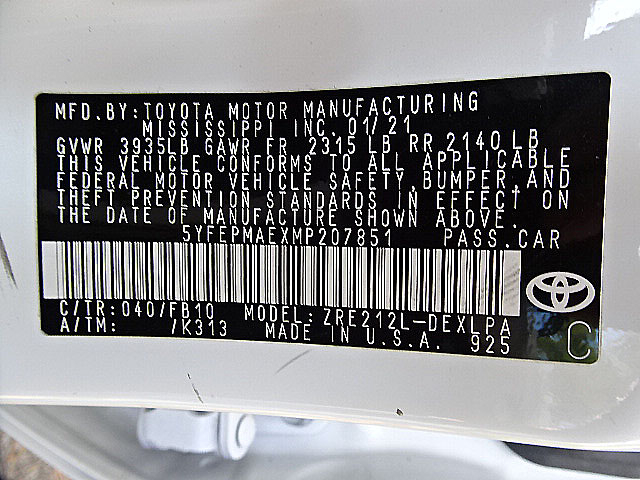 MFD. BY: TOYOTA MOTOR MANUFACTURING
MISSISSIPPI INC. 01/21
GVWR 3935LB GAWR FR 2315 LB RR 2140 LB
THIS VEHICLE CONFORMS TO ALL APPLICABLE
FEDERAL MOTOR VEHICLE SAFETY, BUMPER, AND
THEFT PREVENTION STANDARDS IN EFFECT ON
THE DATE OF MANUFACTURE SHOWN ABOVE.
5YFEPMAEXMP207851 PASS. CAR
C/TR: 040/FB10 MODEL: ZRE212L-DEXLPA
A/TM: /K313 MADE IN U.S.A. 925 C